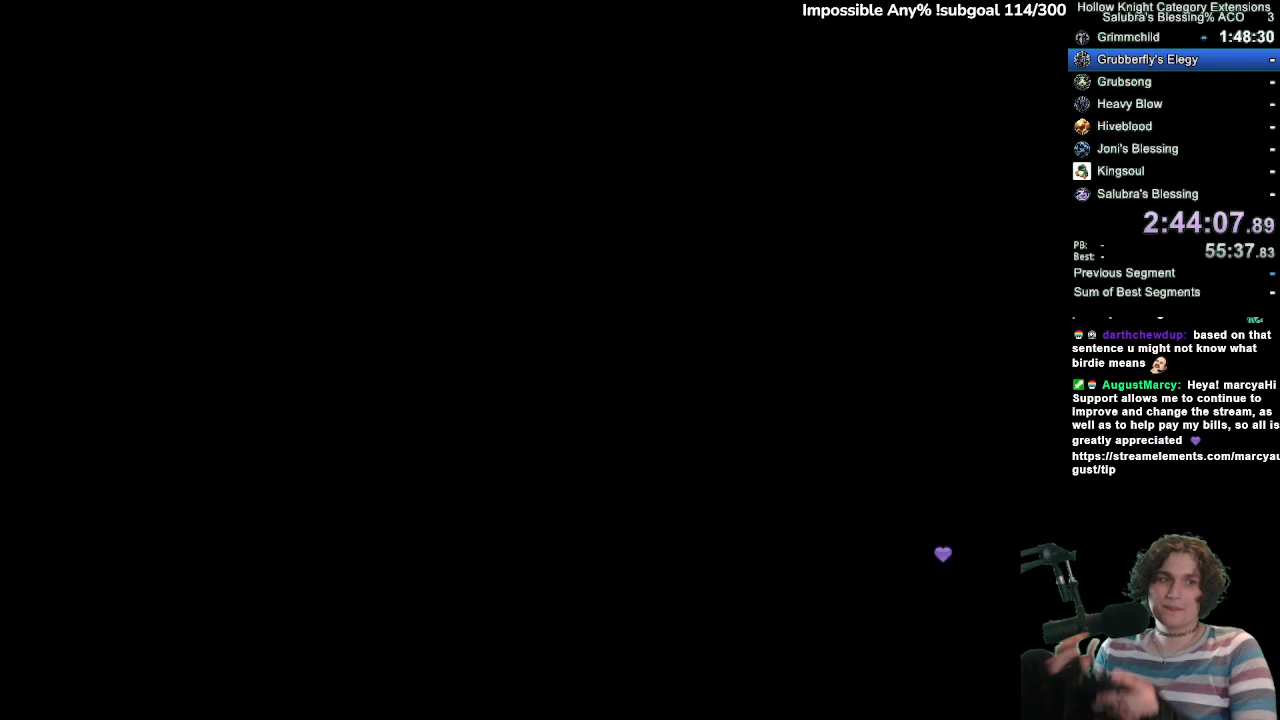 Impossible Any% !subgoal 114/300
Hollow Knight Category Extensions
Salubra's Blessing% ACO 3
Grimmchild - 1:48:30
Grubberfly's Elegy -
Grubsong -
Heavy Blow -
Hiveblood -
Joni's Blessing -
Kingsoul -
Salubra's Blessing -
2:44:07.89
PB: -
Best: -
55:37.83
Previous Segment -
Sum of Best Segments -
darthchewdup: based on that
sentence u might not know what
birdie means
AugustMarcy: Heya! marcyaHi
Support allows me to continue to
improve and change the stream, as
well as to help pay my bills, so all is
greatly appreciated
https://streamelements.com/marcyau
gust/tip